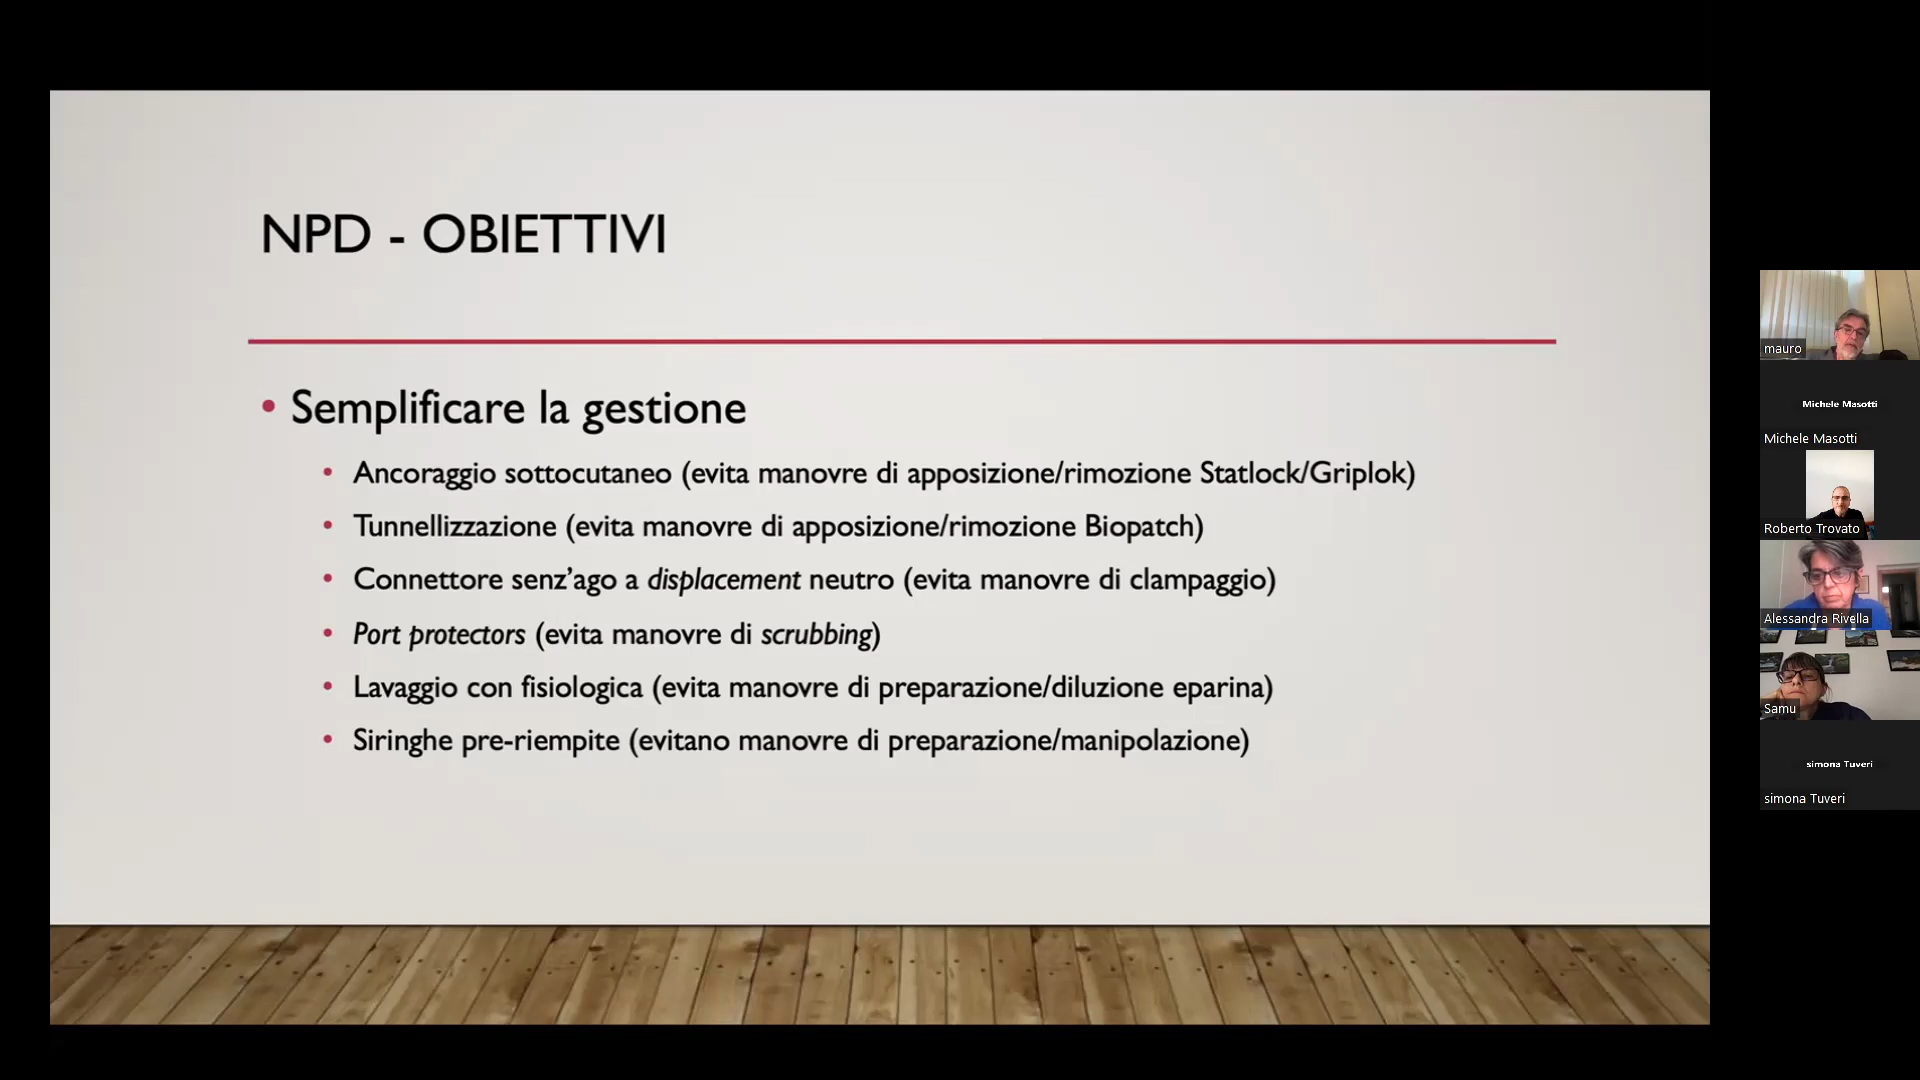 NPD - OBIETTIVI
• Semplificare la gestione
• Ancoraggio sottocutaneo (evita manovre di apposizione/rimozione Statlock/Griplok)
• Tunnellizzazione (evita manovre di apposizione/rimozione Biopatch)
• Connettore senz’ago a displacement neutro (evita manovre di clampaggio)
• Port protectors (evita manovre di scrubbing)
• Lavaggio con fisiologica (evita manovre di preparazione/diluzione eparina)
• Siringhe pre-riempite (evitano manovre di preparazione/manipolazione)
mauro
Michele Masotti
Michele Masotti
Roberto Trovato
Alessandra Rivella
Samu
simona Tuveri
simona Tuveri